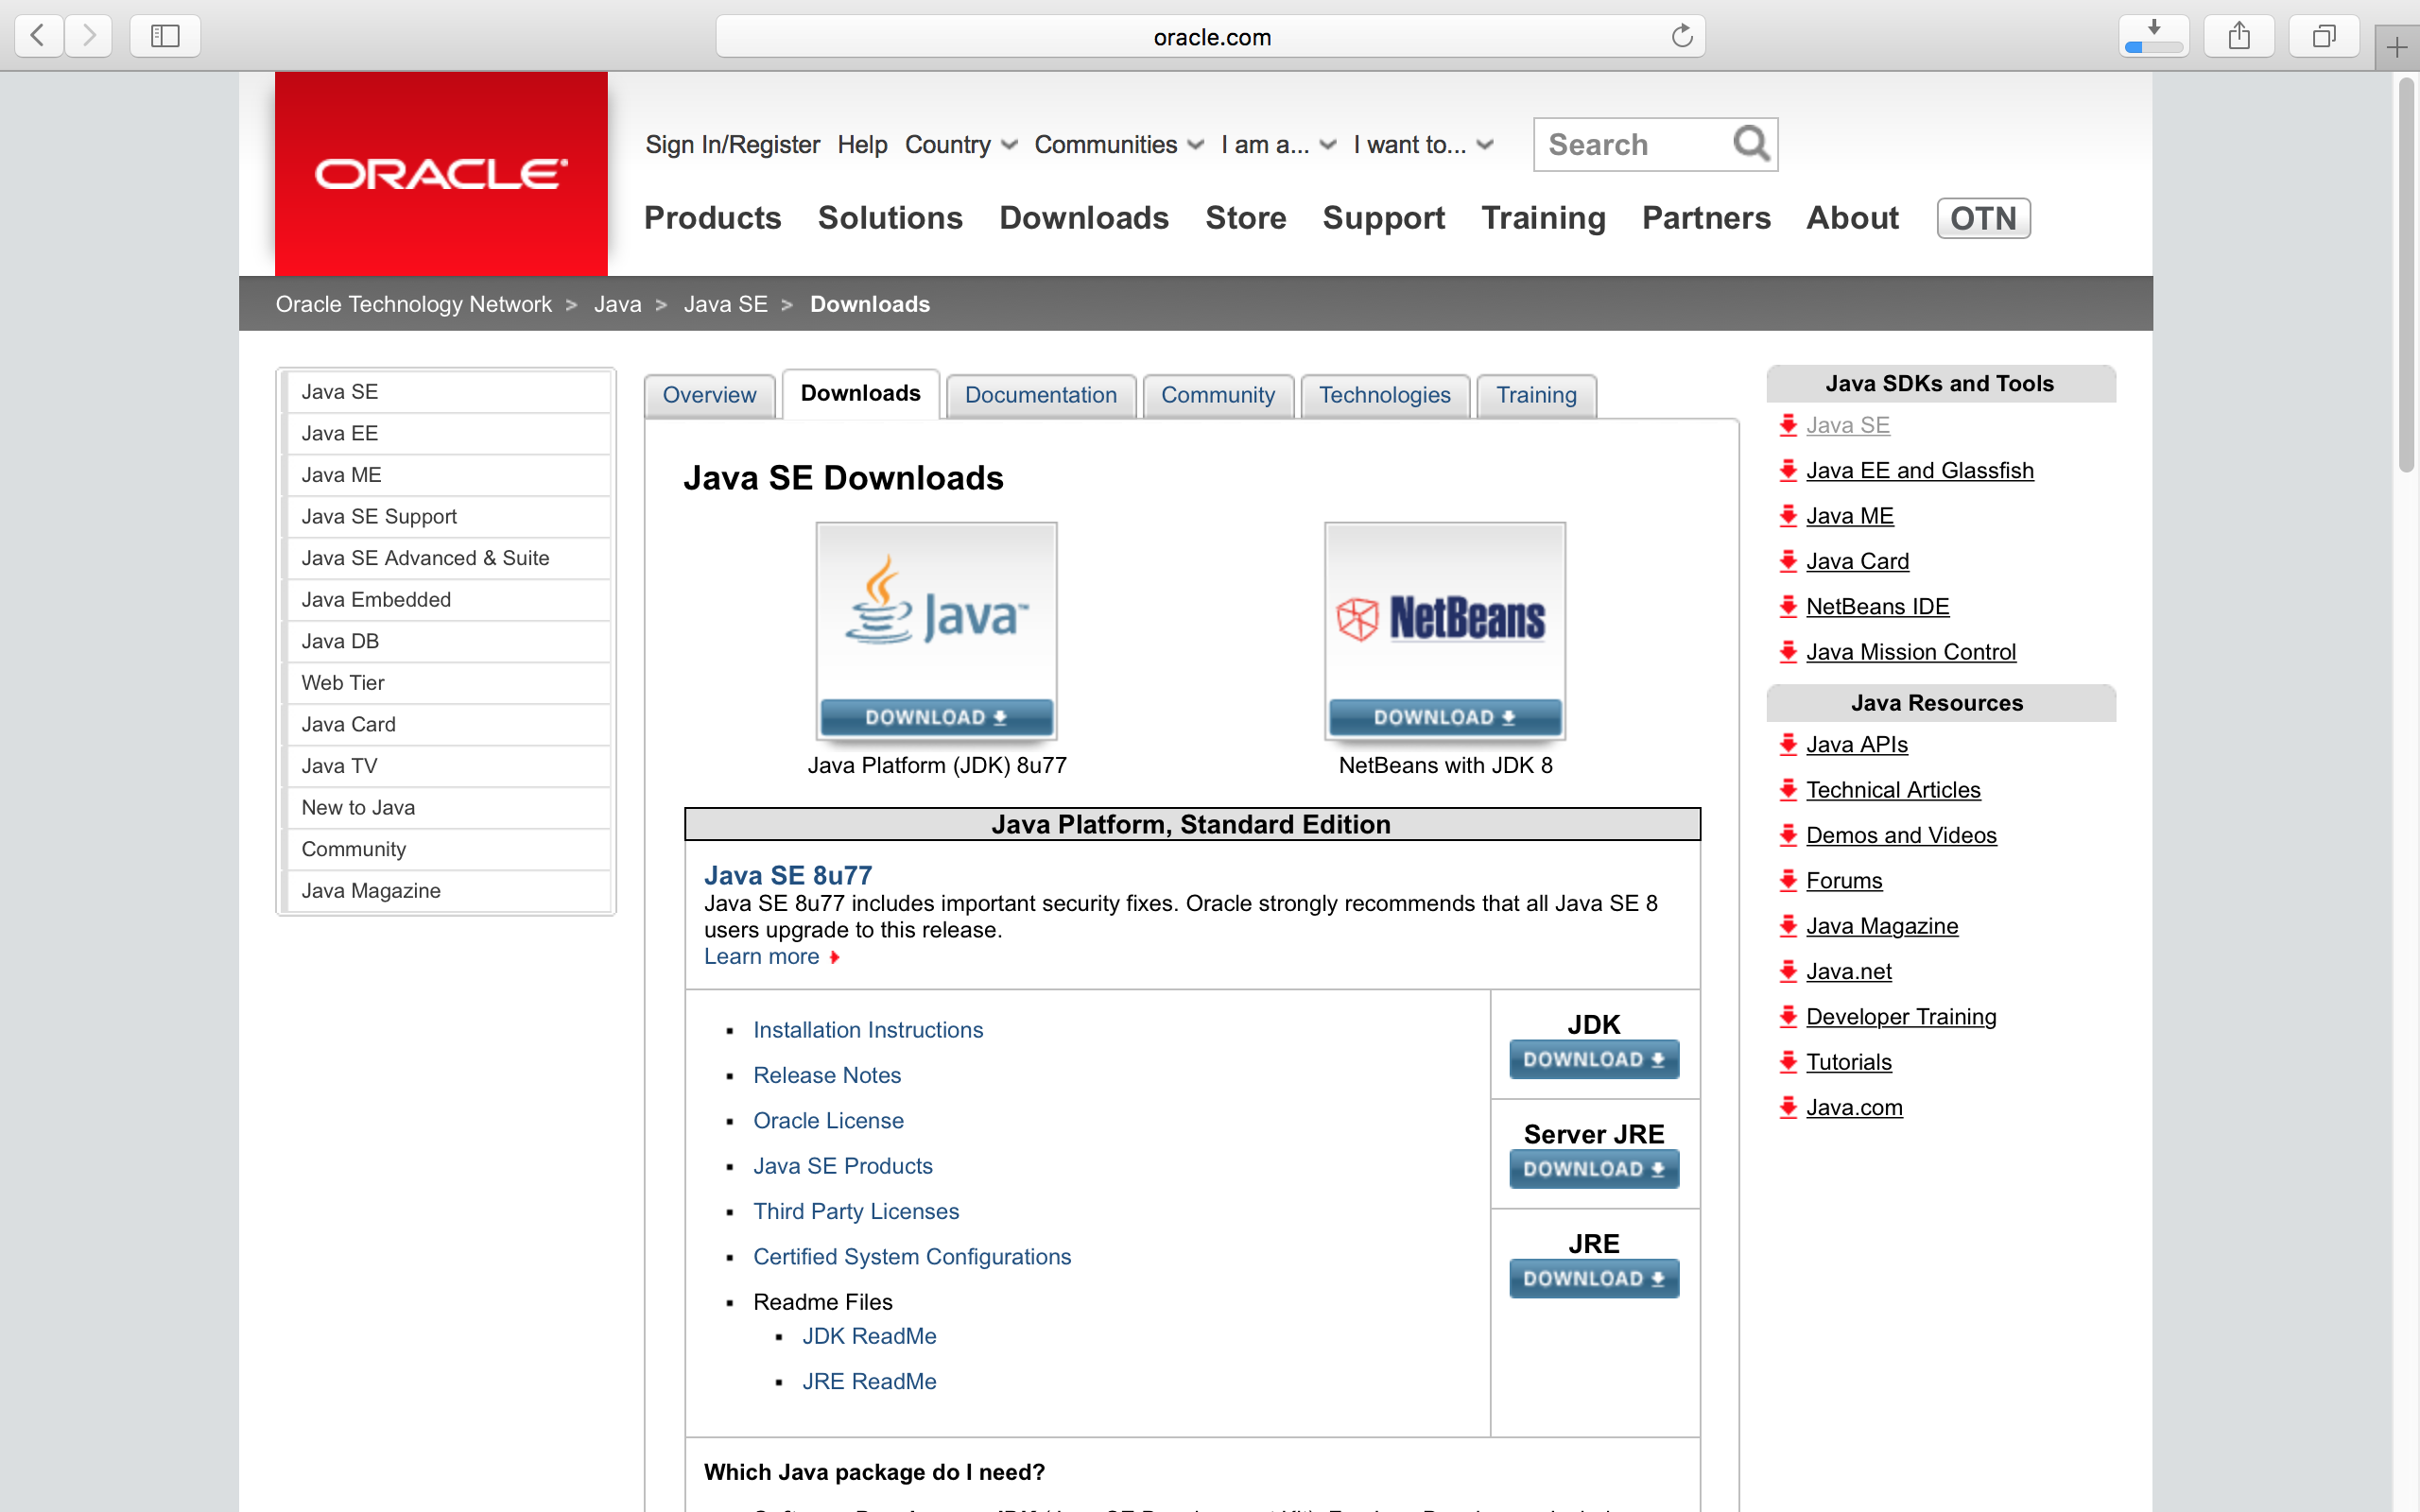 oracle.com
ORACLE
Sign In/Register Help Country Communities I am a... I want to... Search
Products Solutions Downloads Store Support Training Partners About OTN
Oracle Technology Network > Java > Java SE > Downloads
Java SE
Java EE
Java ME
Java SE Support
Java SE Advanced & Suite
Java Embedded
Java DB
Web Tier
Java Card
Java TV
New to Java
Community
Java Magazine
Overview Downloads Documentation Community Technologies Training
Java SE Downloads
Java™
DOWNLOAD
Java Platform (JDK) 8u77
NetBeans
DOWNLOAD
NetBeans with JDK 8
Java Platform, Standard Edition
Java SE 8u77
Java SE 8u77 includes important security fixes. Oracle strongly recommends that all Java SE 8
users upgrade to this release.
Learn more
Installation Instructions
Release Notes
Oracle License
Java SE Products
Third Party Licenses
Certified System Configurations
Readme Files
JDK ReadMe
JRE ReadMe
JDK
DOWNLOAD
Server JRE
DOWNLOAD
JRE
DOWNLOAD
Which Java package do I need?
Java SDKs and Tools
Java SE
Java EE and Glassfish
Java ME
Java Card
NetBeans IDE
Java Mission Control
Java Resources
Java APIs
Technical Articles
Demos and Videos
Forums
Java Magazine
Java.net
Developer Training
Tutorials
Java.com